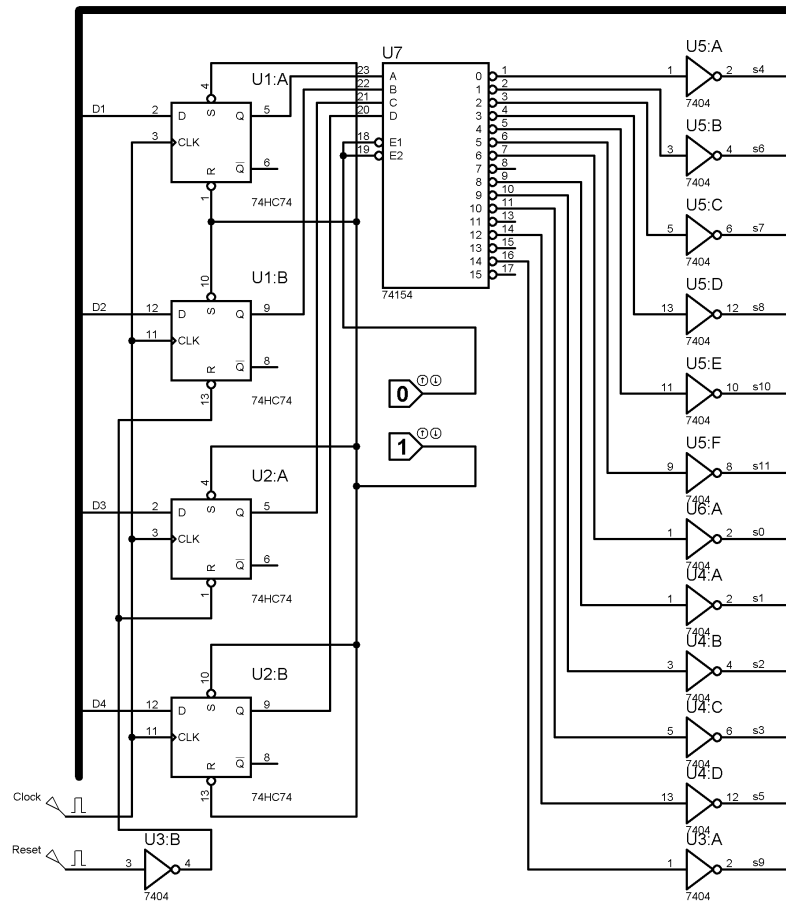 U7
U1:A
D1 2 D S Q 5
3 CLK
Q 6
R
4
1
74HC74
U1:B
D2 12 D S Q 9
11 CLK
Q 8
R
10
13
74HC74
U2:A
D3 2 D S Q 5
3 CLK
Q 6
R
4
1
74HC74
U2:B
D4 12 D S Q 9
11 CLK
Q 8
R
10
13
74HC74
Clock
Reset
U3:B
3 4
7404
23 A 0 1
22 B 1 2
21 C 2 3
20 D 3 4
4 5
18 E1 5 6
19 E2 6 7
7 8
8 9
9 10
10 11
11 13
12 14
13 15
14 16
15 17
74154
0
1
U5:A
1 2 s4
7404
U5:B
3 4 s6
7404
U5:C
5 6 s7
7404
U5:D
13 12 s8
7404
U5:E
11 10 s10
7404
U5:F
9 8 s11
7404
U6:A
1 2 s0
7404
U4:A
1 2 s1
7404
U4:B
3 4 s2
7404
U4:C
5 6 s3
7404
U4:D
13 12 s5
7404
U3:A
1 2 s9
7404